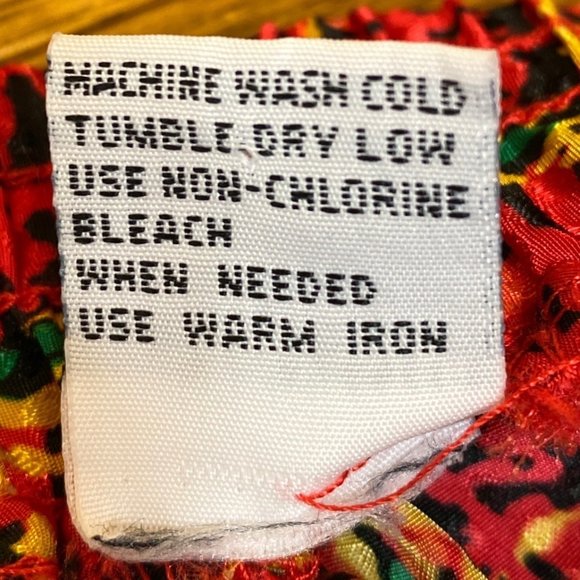 MACHINE WASH COLD
TUMBLE DRY LOW
USE NON-CHLORINE
BLEACH
WHEN NEEDED
USE WARM IRON